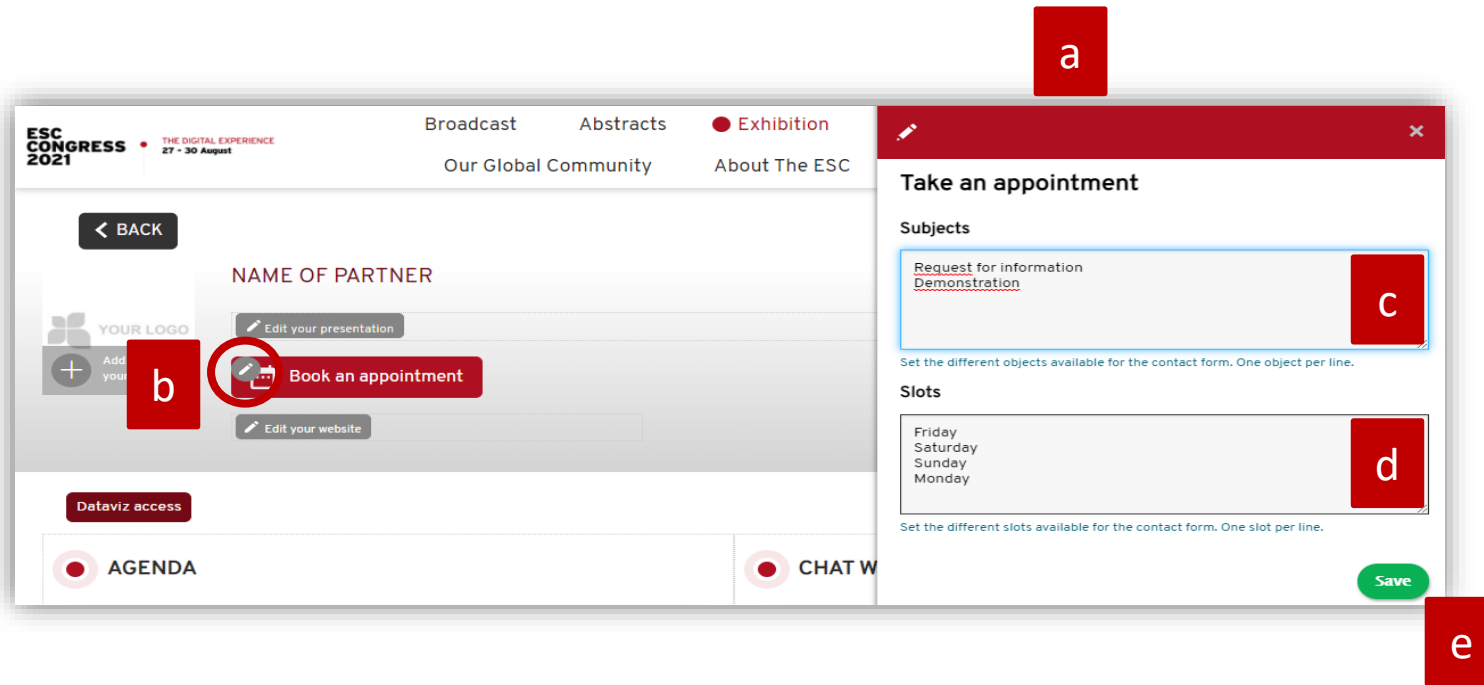 a
ESC
CONGRESS
2021
THE DIGITAL EXPERIENCE
27 - 30 August
Broadcast Abstracts Exhibition
Our Global Community About The ESC
BACK
NAME OF PARTNER
YOUR LOGO
Edit your presentation
Add
your
b
Book an appointment
Edit your website
Dataviz access
AGENDA
CHAT W
×
Take an appointment
Subjects
Request for information
Demonstration
c
Set the different objects available for the contact form. One object per line.
Slots
Friday
Saturday
Sunday
Monday
d
Set the different slots available for the contact form. One slot per line.
Save
e